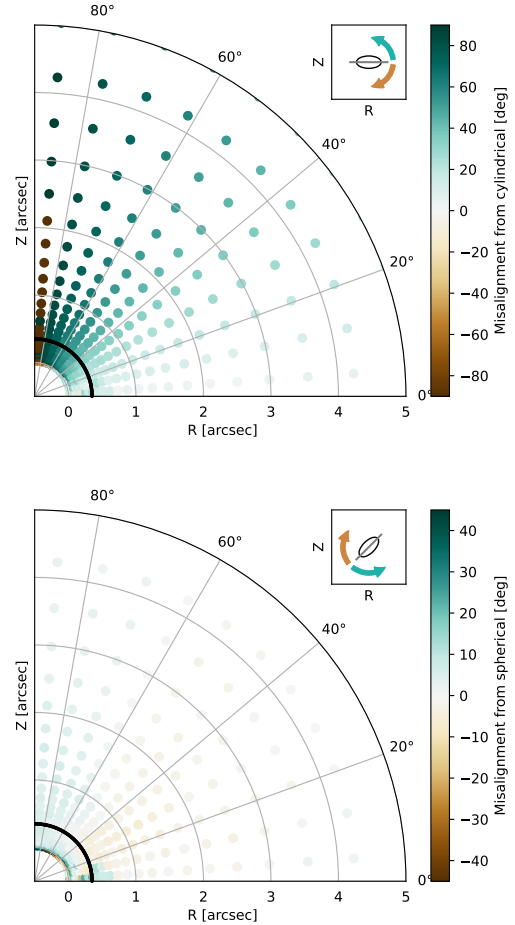 80°
60°
40°
20°
0°
Z [arcsec]
R [arcsec]
0 1 2 3 4 5
Z
R
80
60
40
20
0
−20
−40
−60
−80
Misalignment from cylindrical [deg]
80°
60°
40°
20°
0°
Z [arcsec]
R [arcsec]
0 1 2 3 4 5
Z
R
40
30
20
10
0
−10
−20
−30
−40
Misalignment from spherical [deg]